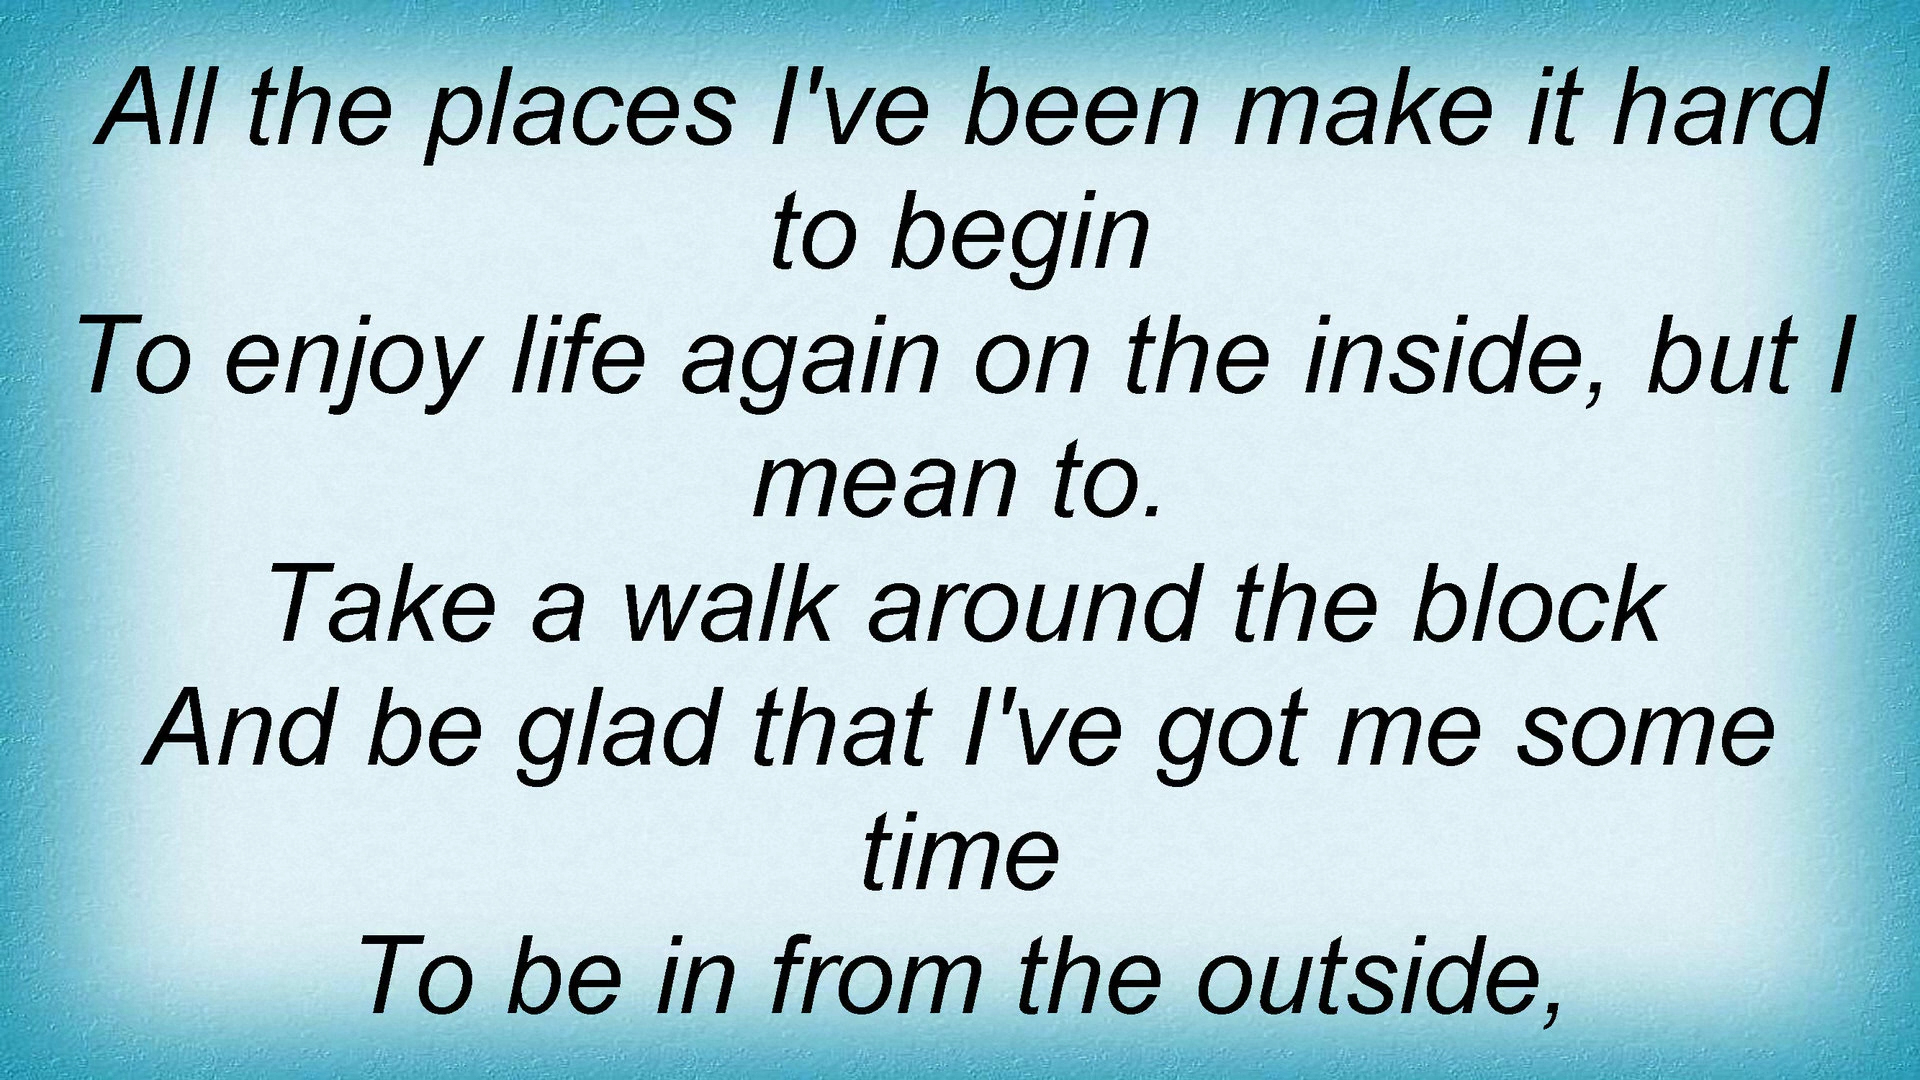 All the places I've been make it hard
to begin
To enjoy life again on the inside, but I
mean to.
Take a walk around the block
And be glad that I've got me some
time
To be in from the outside,